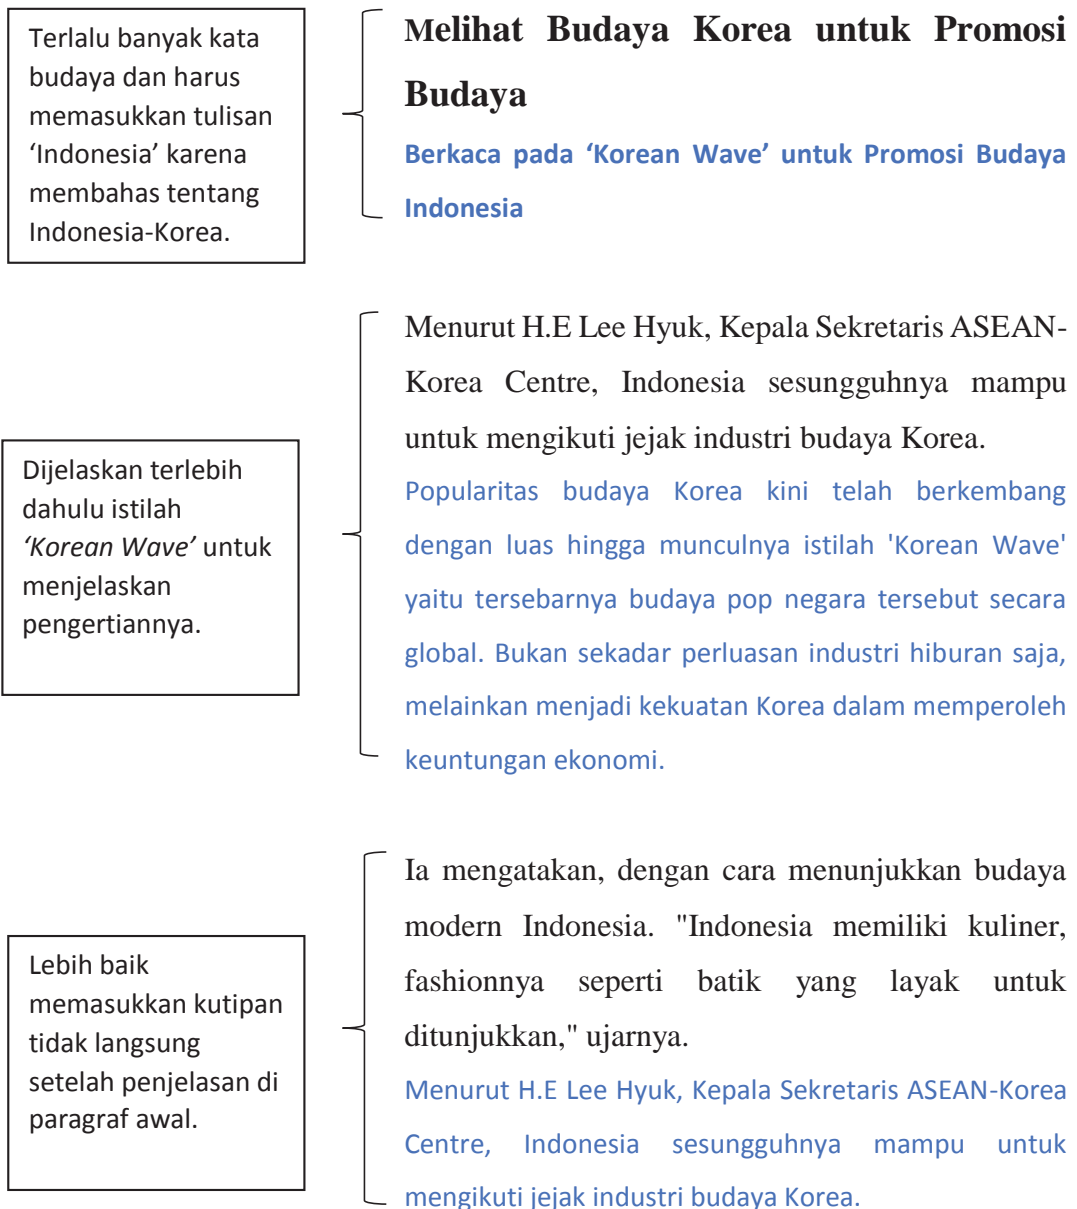 Terlalu banyak kata
budaya dan harus
memasukkan tulisan
‘Indonesia’ karena
membahas tentang
Indonesia-Korea.
Melihat Budaya Korea untuk Promosi
Budaya
Berkaca pada ‘Korean Wave’ untuk Promosi Budaya
Indonesia
Dijelaskan terlebih
dahulu istilah
‘Korean Wave’ untuk
menjelaskan
pengertiannya.
Menurut H.E Lee Hyuk, Kepala Sekretaris ASEAN-
Korea Centre, Indonesia sesungguhnya mampu
untuk mengikuti jejak industri budaya Korea.
Popularitas budaya Korea kini telah berkembang
dengan luas hingga munculnya istilah 'Korean Wave'
yaitu tersebarnya budaya pop negara tersebut secara
global. Bukan sekadar perluasan industri hiburan saja,
melainkan menjadi kekuatan Korea dalam memperoleh
keuntungan ekonomi.
Lebih baik
memasukkan kutipan
tidak langsung
setelah penjelasan di
paragraf awal.
Ia mengatakan, dengan cara menunjukkan budaya
modern Indonesia. "Indonesia memiliki kuliner,
fashionnya seperti batik yang layak untuk
ditunjukkan," ujarnya.
Menurut H.E Lee Hyuk, Kepala Sekretaris ASEAN-Korea
Centre, Indonesia sesungguhnya mampu untuk
mengikuti jejak industri budaya Korea.